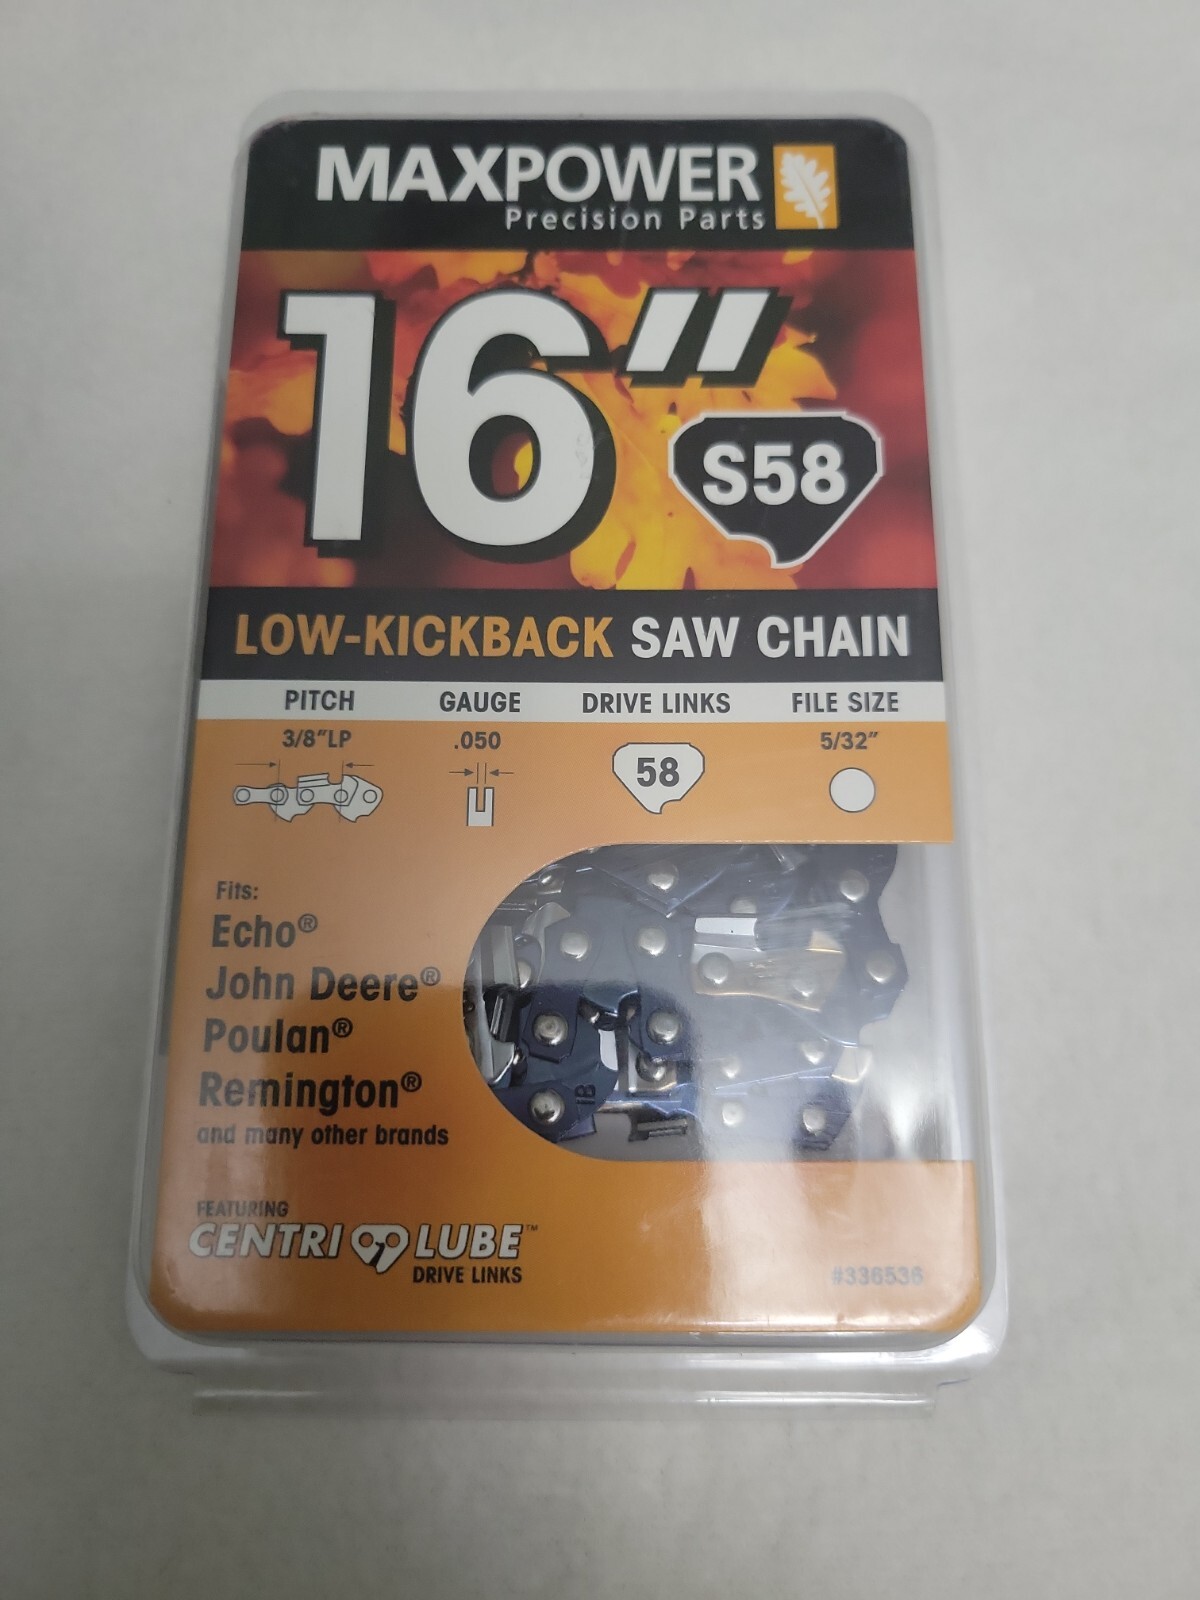 MAXPOWER
Precision Parts
16"
S58
LOW-KICKBACK SAW CHAIN
PITCH GAUGE DRIVE LINKS FILE SIZE
3/8"LP .050 58 5/32"
Fits:
Echo®
John Deere®
Poulan®
Remington®
and many other brands
FEATURING
CENTRI LUBE™
DRIVE LINKS
#336536